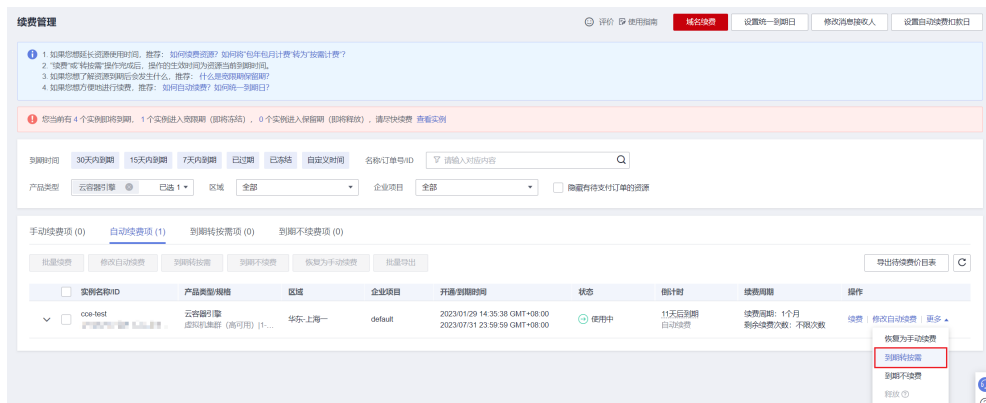 续费管理
评价 使用指南 域名续费 设置统一到期日 修改消息接收人 设置自动续费扣款日
1. 如果您想延长资源使用时间，推荐： 如何续费资源？如何将“包年包月计费”转为“按需计费”？
2. “续费”或“转按需”操作完成后，操作的生效时间为资源当前到期时间。
3. 如果您想了解资源到期后会发生什么，推荐： 什么是宽限期保留期？
4. 如果您想方便地进行续费，推荐： 如何自动续费？如何统一到期日？
您当前有 4 个实例即将到期， 1 个实例进入宽限期（即将冻结）， 0 个实例进入保留期（即将释放），请尽快续费 查看实例
到期时间 30天内到期 15天内到期 7天内到期 已过期 已冻结 自定义时间 名称/订单号/ID 请输入对应内容
产品类型 云容器引擎 已选 1 区域 全部 企业项目 全部 隐藏有待支付订单的资源
手动续费项 (0) 自动续费项 (1) 到期转按需项 (0) 到期不续费项 (0)
批量续费 修改自动续费 到期转按需 到期不续费 恢复为手动续费 批量导出 导出待续费价目表
实例名称/ID 产品类型/规格 区域 企业项目 开通/到期时间 状态 倒计时 续费周期 操作
cce-test 云容器引擎 华东-上海一 default 2023/01/29 14:35:38 GMT+08:00 使用中 11天后到期 续费周期：1个月 续费 修改自动续费 更多
虚拟机集群（高可用）|1-... 2023/07/31 23:59:59 GMT+08:00 自动续费 剩余续费次数：不限次数
恢复为手动续费
到期转按需
到期不续费
释放